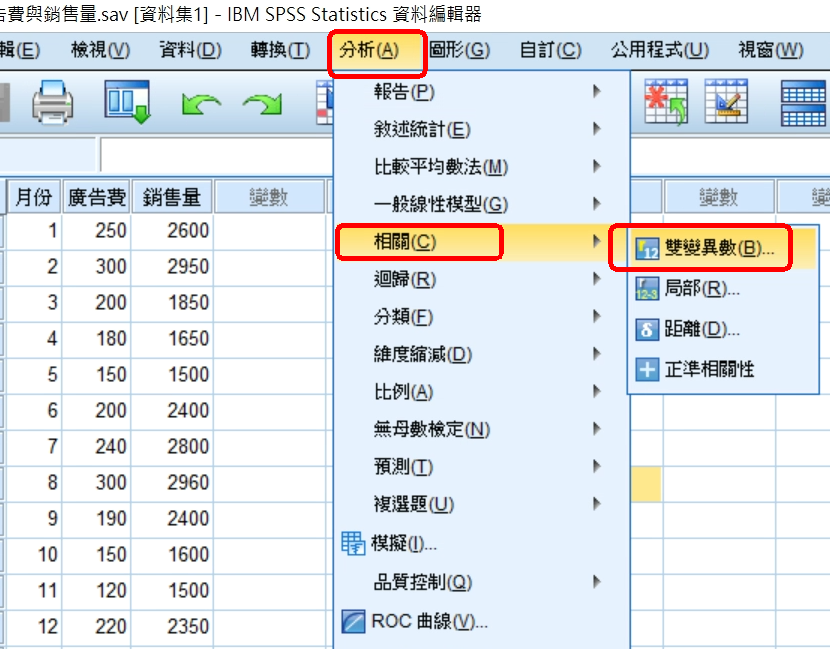 告費與銷售量.sav [資料集1] - IBM SPSS Statistics 資料編輯器
輯(E) 檢視(V) 資料(D) 轉換(T) 分析(A) 圖形(G) 自訂(C) 公用程式(U) 視窗(W)
報告(P)
敘述統計(E)
比較平均數法(M)
一般線性模型(G)
相關(C)
迴歸(R)
分類(F)
維度縮減(D)
比例(A)
無母數檢定(N)
預測(T)
複選題(U)
模擬(I)...
品質控制(Q)
ROC 曲線(V)...
雙變異數(B)...
局部(R)...
距離(D)...
正準相關性
月份 廣告費 銷售量 變數 變數 變
1 250 2600
2 300 2950
3 200 1850
4 180 1650
5 150 1500
6 200 2400
7 240 2800
8 300 2960
9 190 2400
10 150 1600
11 120 1500
12 220 2350